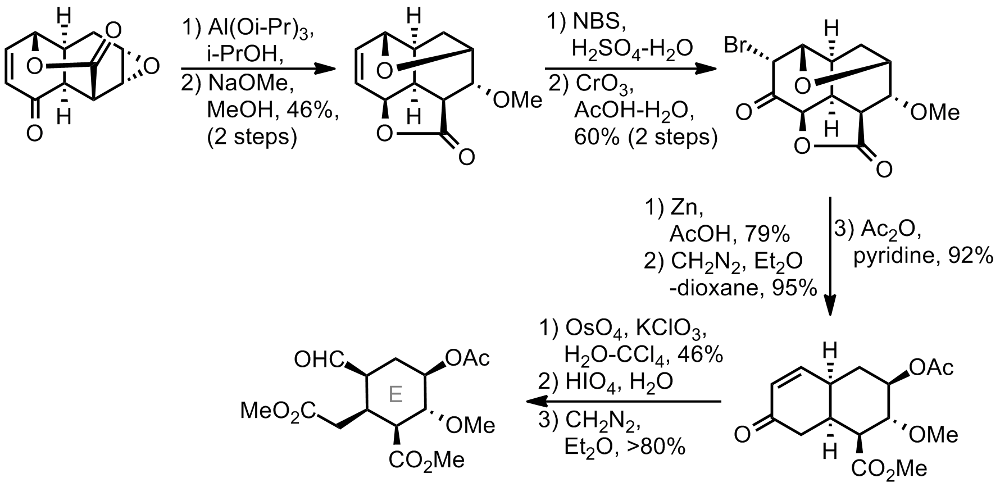 H
O
O
O
H
O
1) Al(Oi-Pr)3,
i-PrOH,
2) NaOMe,
MeOH, 46%,
(2 steps)
H
O
OMe
H
O
O
1) NBS,
H2SO4-H2O
2) CrO3,
AcOH-H2O,
60% (2 steps)
H
Br
O
O
OMe
H
O
O
1) Zn,
AcOH, 79%
2) CH2N2, Et2O
-dioxane, 95%
3) Ac2O,
pyridine, 92%
H
OAc
O
OMe
H
CO2Me
1) OsO4, KClO3,
H2O-CCl4, 46%
2) HIO4, H2O
3) CH2N2,
Et2O, >80%
OHC
OAc
E
MeO2C
OMe
CO2Me